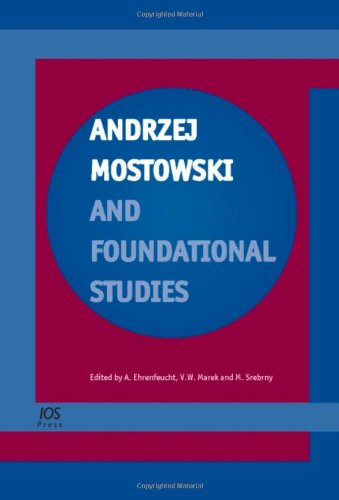 Copyrighted Material
ANDRZEJ
MOSTOWSKI
AND
FOUNDATIONAL
STUDIES
Edited by A. Ehrenfeucht, V.W. Marek and M. Srebrny
IOS
Press
Copyrighted Material